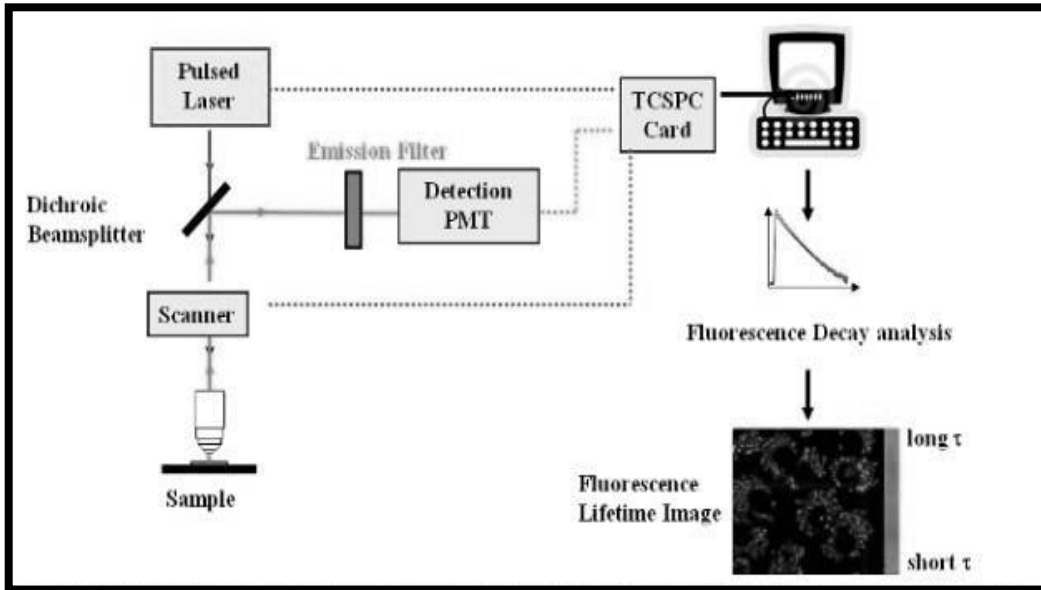 Pulsed
Laser
TCSPC
Card
Emission Filter
Detection
PMT
Dichroic
Beamsplitter
Scanner
Fluorescence Decay analysis
long τ
Fluorescence
Lifetime Image
Sample
short τ